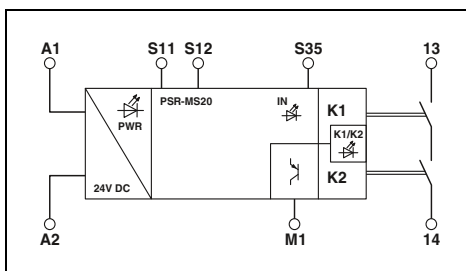 A1 S11 S12 S35 13
PSR-MS20 IN K1
PWR K1/K2
24V DC K2
A2 M1 14